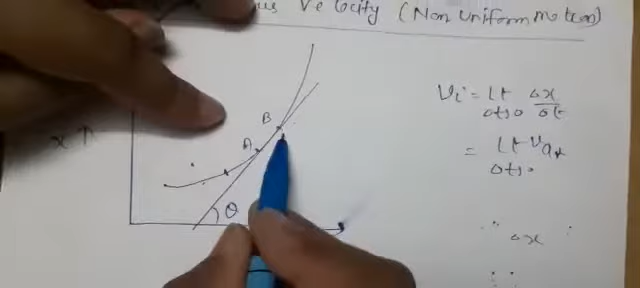 Velocity (Non uniform motion)
Vi = Lt Δx
Δt→0 Δt
= Lt Vav
Δt→0
B
A
x ↑
θ
Δx